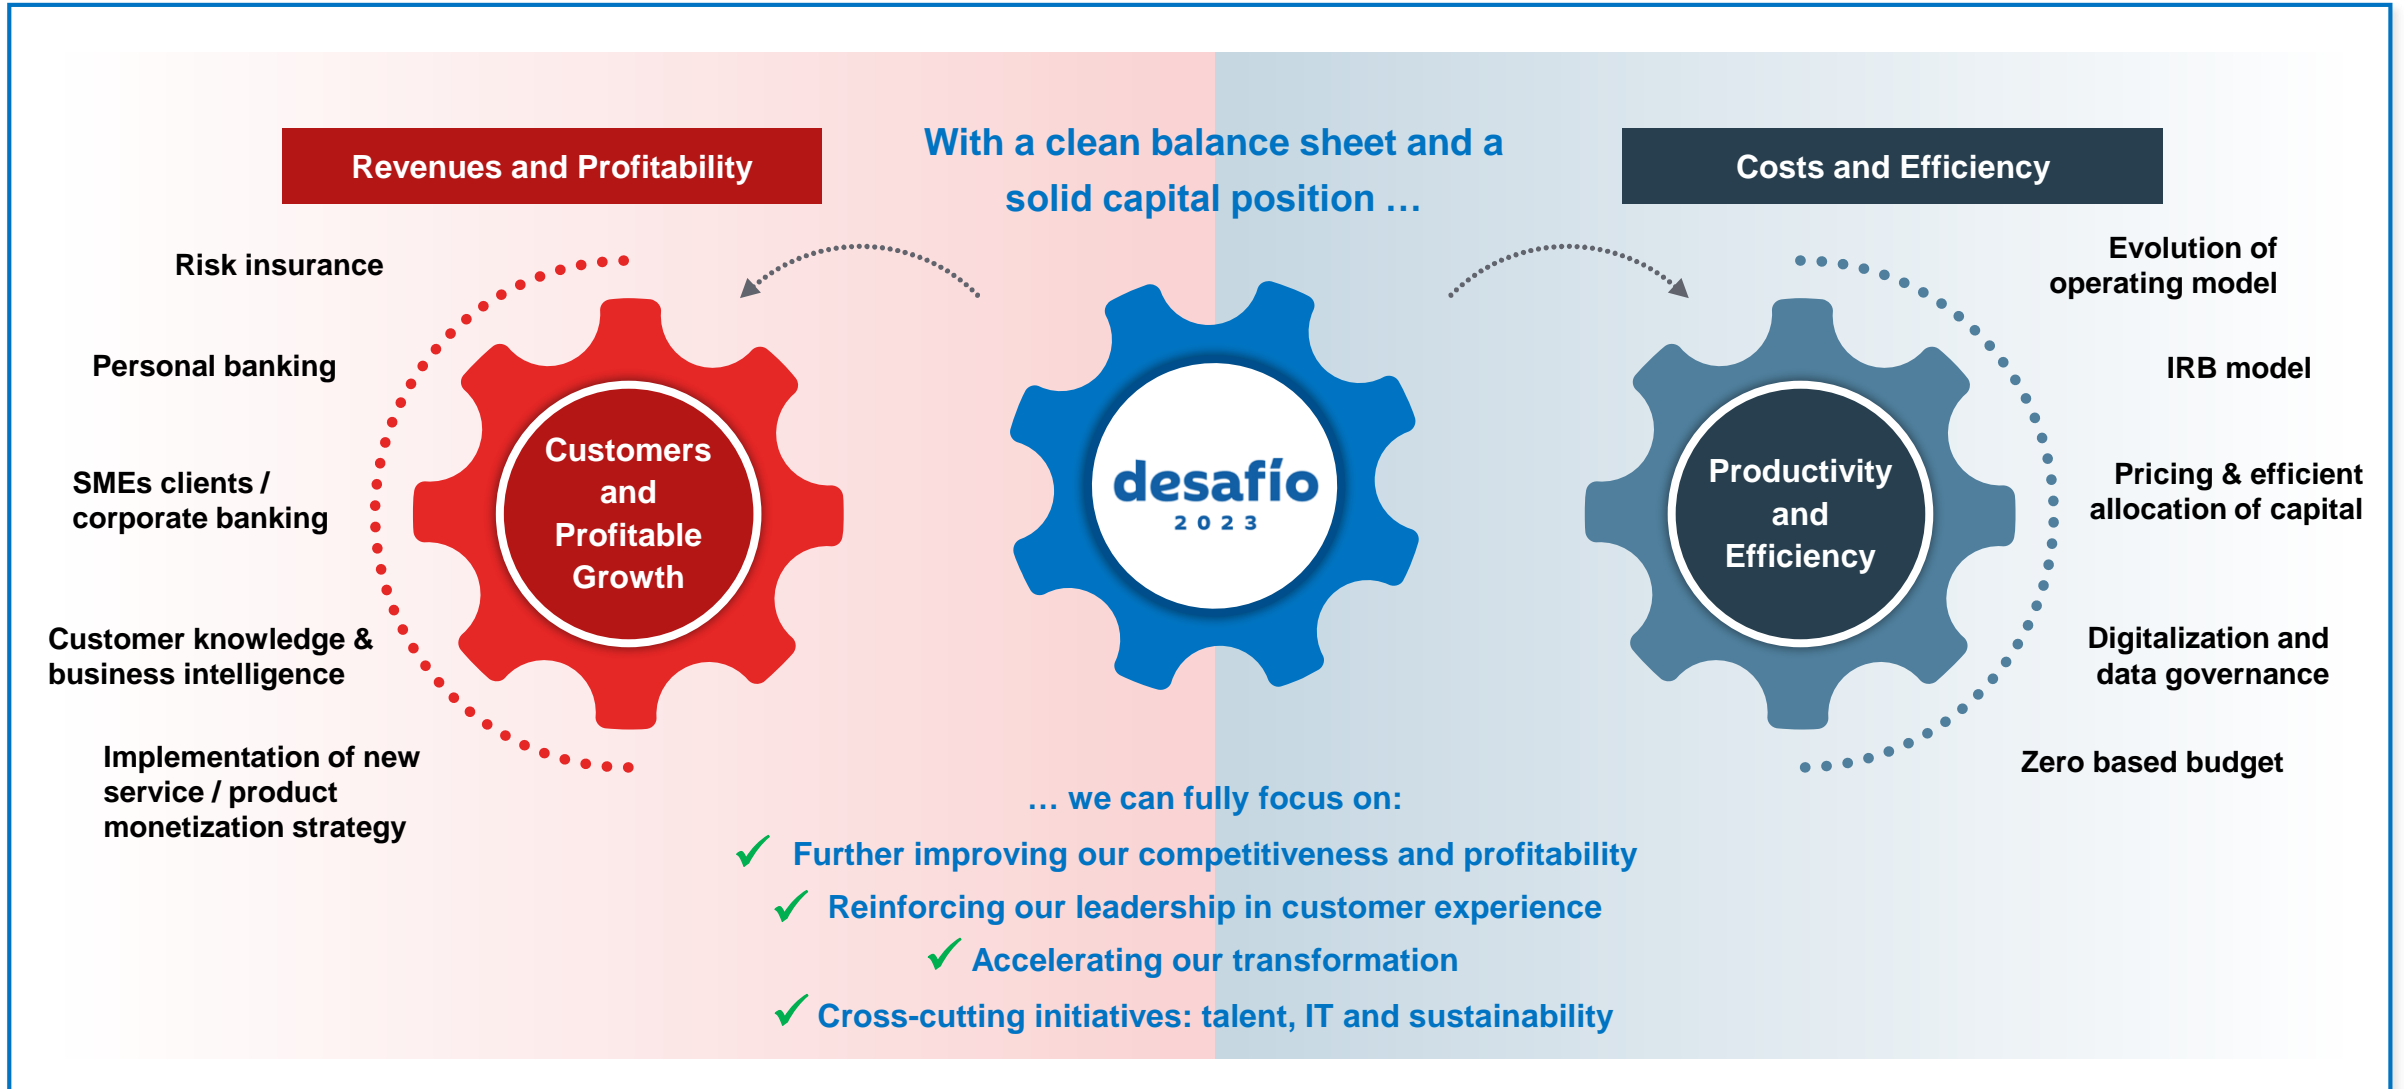 Revenues and Profitability
With a clean balance sheet and a
solid capital position …
Costs and Efficiency
Risk insurance
Personal banking
SMEs clients /
corporate banking
Customer knowledge &
business intelligence
Implementation of new
service / product
monetization strategy
Customers
and
Profitable
Growth
desafío
2023
Productivity
and
Efficiency
Evolution of
operating model
IRB model
Pricing & efficient
allocation of capital
Digitalization and
data governance
Zero based budget
… we can fully focus on:
Further improving our competitiveness and profitability
Reinforcing our leadership in customer experience
Accelerating our transformation
Cross-cutting initiatives: talent, IT and sustainability